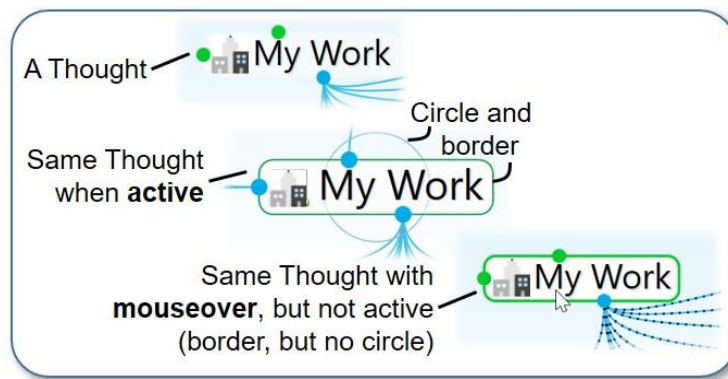 My Work
A Thought
Circle and
border
Same Thought
when active
My Work
Same Thought with
mouseover, but not active
(border, but no circle)
My Work